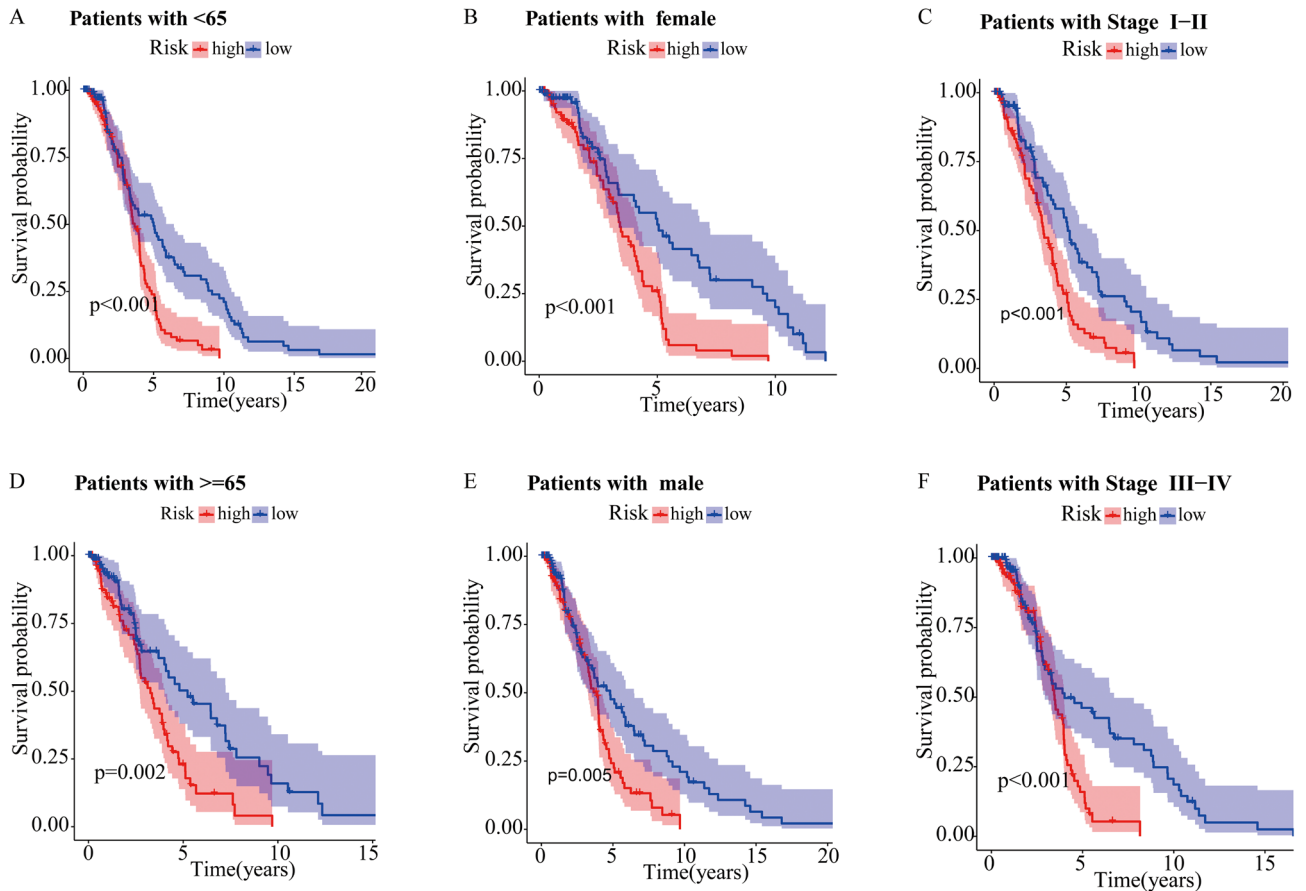 A
Patients with <65
Risk high low
1.00
0.75
0.50
0.25
0.00
Survival probability
p<0.001
0 5 10 15 20
Time(years)
B
Patients with female
Risk high low
1.00
0.75
0.50
0.25
0.00
Survival probability
p<0.001
0 5 10
Time(years)
C
Patients with Stage I−II
Risk high low
1.00
0.75
0.50
0.25
0.00
Survival probability
p<0.001
0 5 10 15 20
Time(years)
D
Patients with >=65
Risk high low
1.00
0.75
0.50
0.25
0.00
Survival probability
p=0.002
0 5 10 15
Time(years)
E
Patients with male
Risk high low
1.00
0.75
0.50
0.25
0.00
Survival probability
p=0.005
0 5 10 15 20
Time(years)
F
Patients with Stage III−IV
Risk high low
1.00
0.75
0.50
0.25
0.00
Survival probability
p<0.001
0 5 10 15
Time(years)